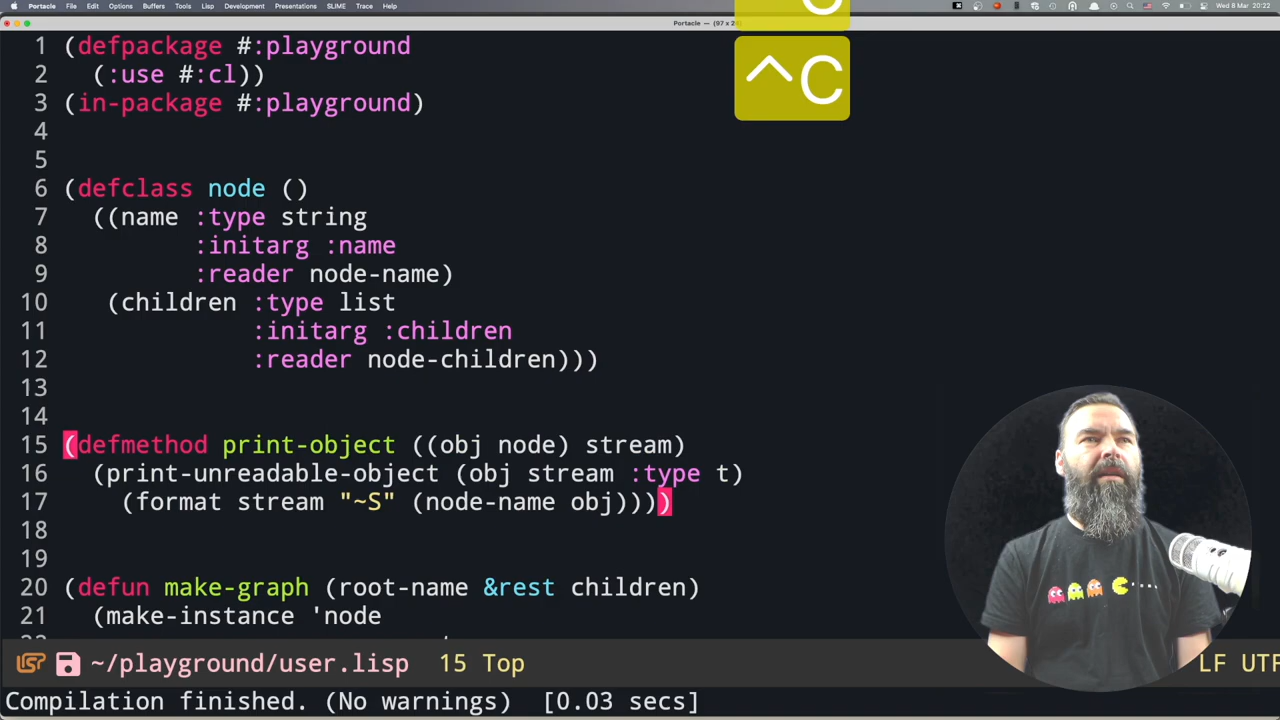 Portacle File Edit Options Buffers Tools Lisp Development Presentations SLIME Trace Help
Wed 8 Mar 20:22
^C
1 (defpackage #:playground
2 (:use #:cl))
3 (in-package #:playground)
4
5
6 (defclass node ()
7 ((name :type string
8 :initarg :name
9 :reader node-name)
10 (children :type list
11 :initarg :children
12 :reader node-children)))
13
14
15 (defmethod print-object ((obj node) stream)
16 (print-unreadable-object (obj stream :type t)
17 (format stream "~S" (node-name obj))))
18
19
20 (defun make-graph (root-name &rest children)
21 (make-instance 'node
~/playground/user.lisp 15 Top LF UTF
Compilation finished. (No warnings) [0.03 secs]